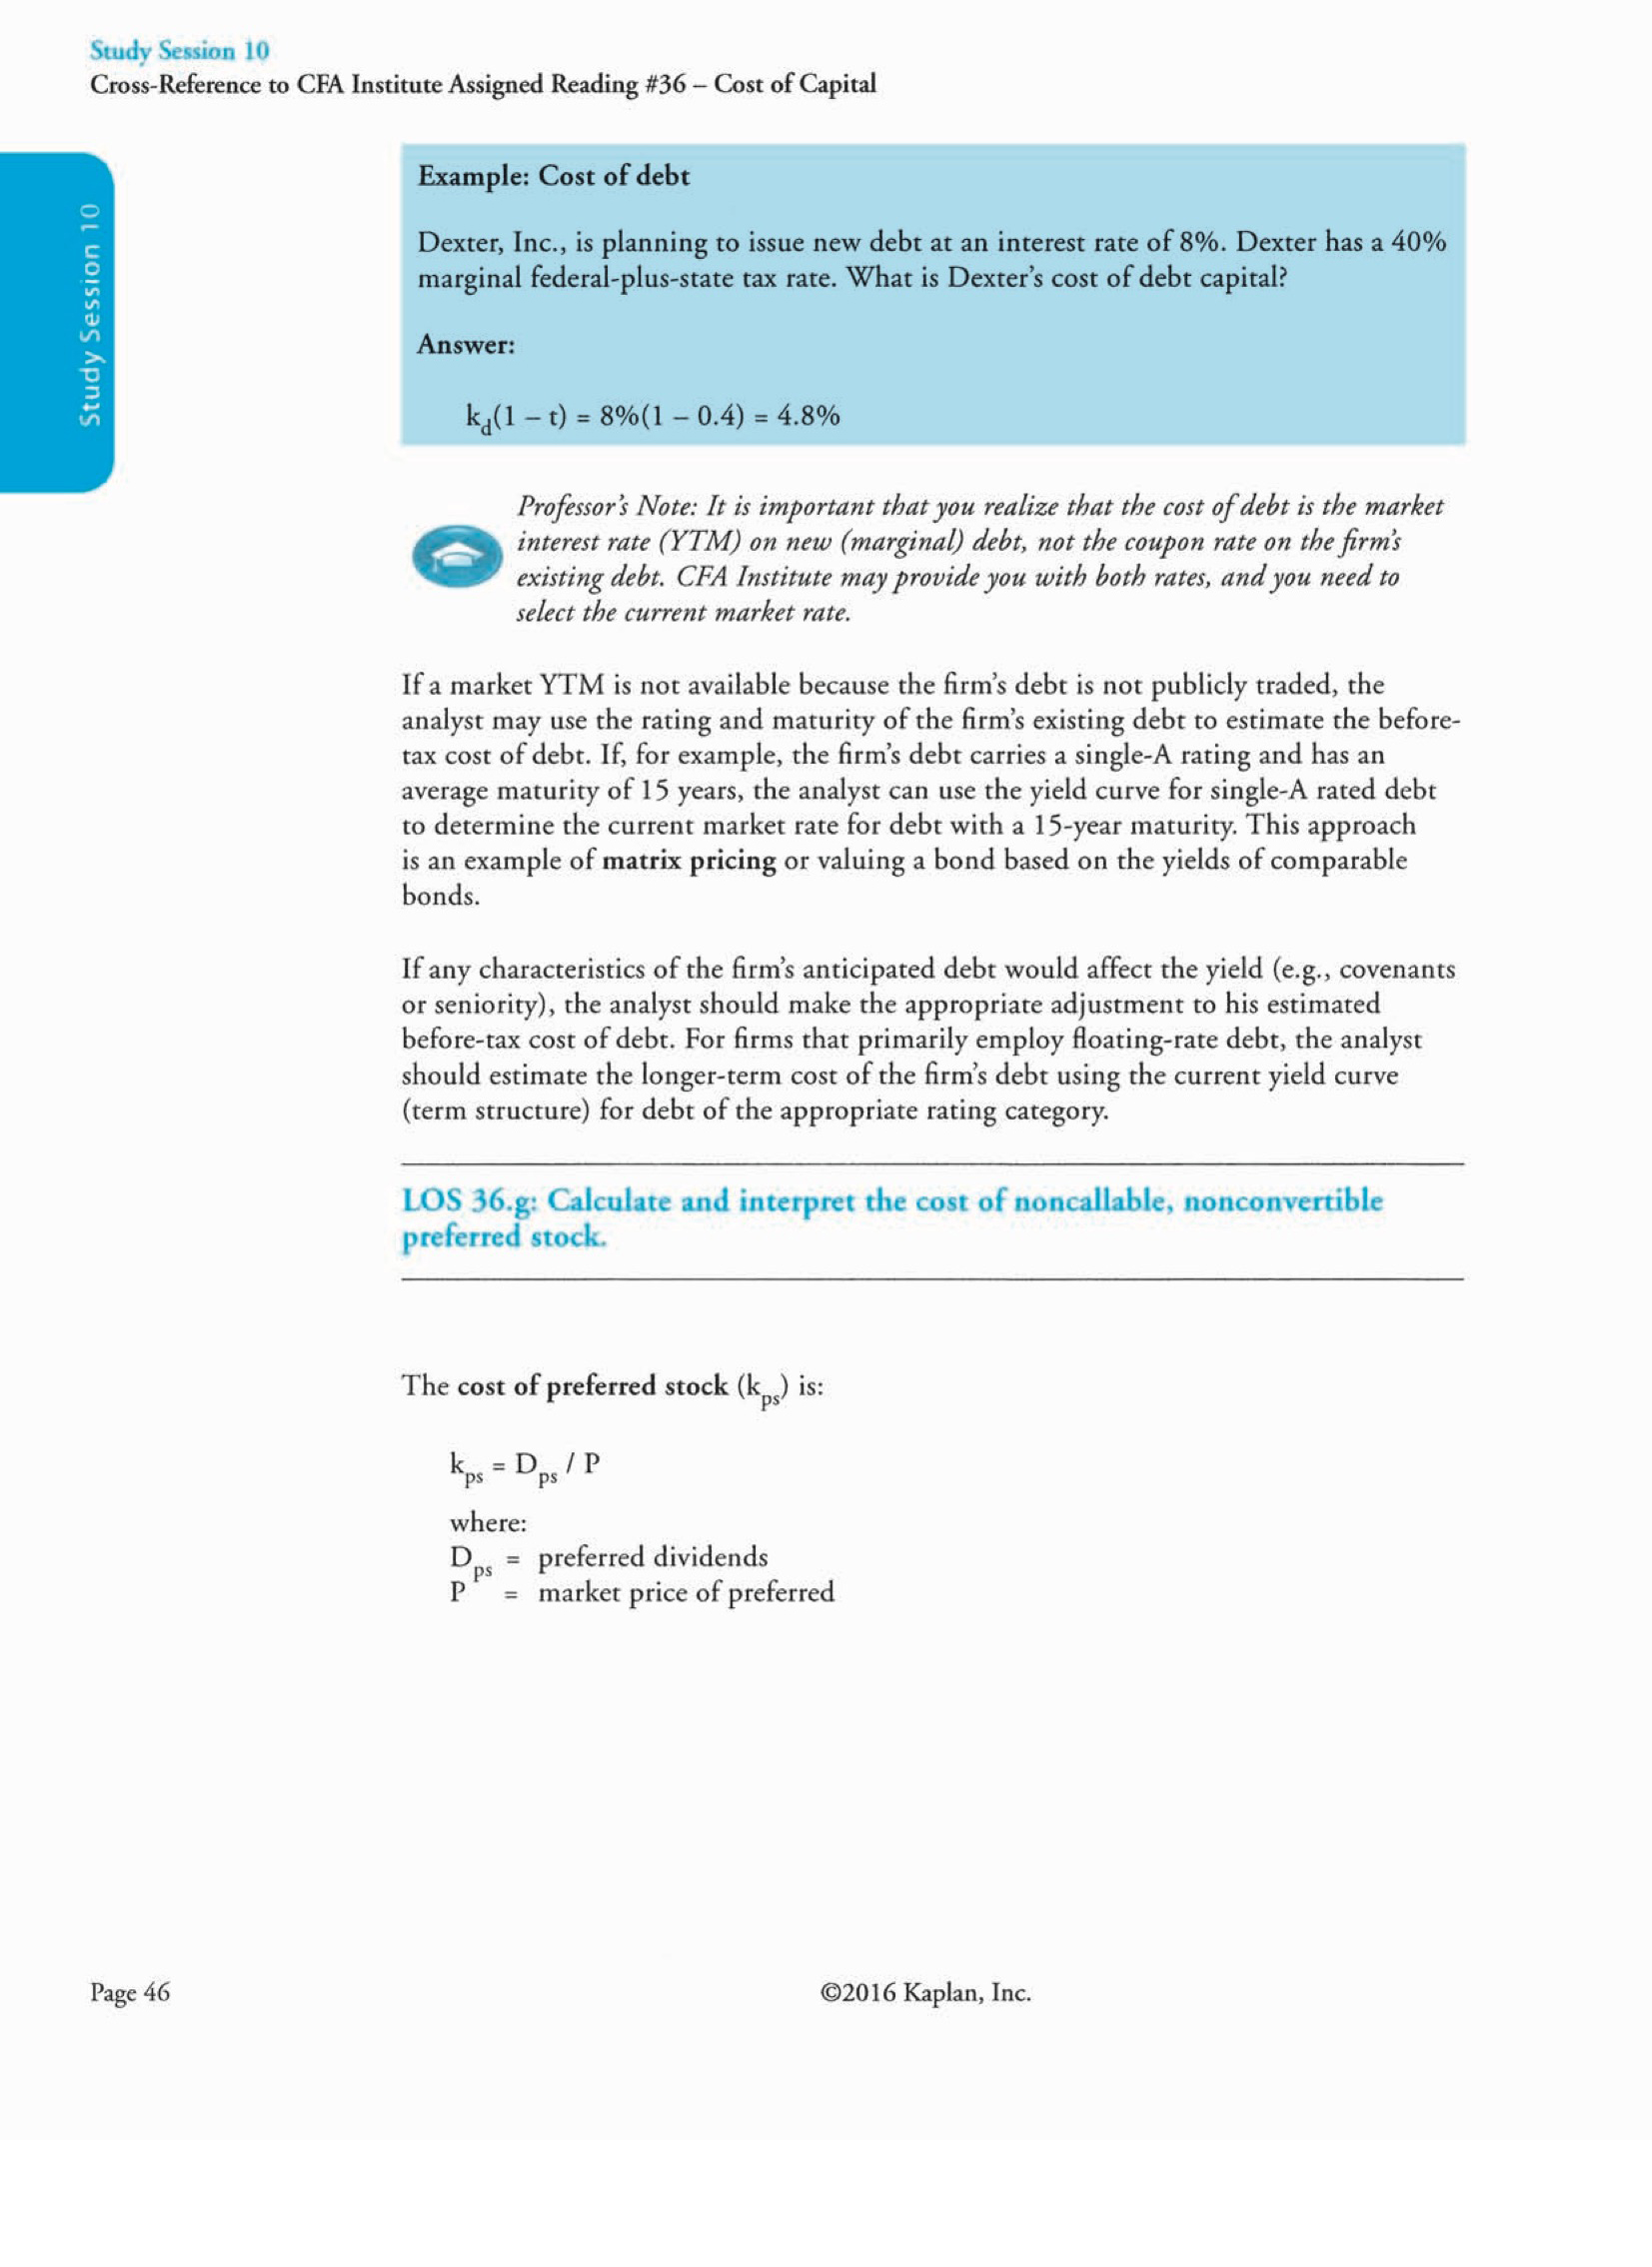 Study Session 10
Cross-Reference to CFA Institute Assigned Reading #36 – Cost of Capital
Study Session 10
Example: Cost of debt
Dexter, Inc., is planning to issue new debt at an interest rate of 8%. Dexter has a 40%
marginal federal-plus-state tax rate. What is Dexter's cost of debt capital?
Answer:
k_d(1 – t) = 8%(1 – 0.4) = 4.8%
Professor's Note: It is important that you realize that the cost of debt is the market
interest rate (YTM) on new (marginal) debt, not the coupon rate on the firm's
existing debt. CFA Institute may provide you with both rates, and you need to
select the current market rate.
If a market YTM is not available because the firm's debt is not publicly traded, the
analyst may use the rating and maturity of the firm's existing debt to estimate the before-
tax cost of debt. If, for example, the firm's debt carries a single-A rating and has an
average maturity of 15 years, the analyst can use the yield curve for single-A rated debt
to determine the current market rate for debt with a 15-year maturity. This approach
is an example of matrix pricing or valuing a bond based on the yields of comparable
bonds.
If any characteristics of the firm's anticipated debt would affect the yield (e.g., covenants
or seniority), the analyst should make the appropriate adjustment to his estimated
before-tax cost of debt. For firms that primarily employ floating-rate debt, the analyst
should estimate the longer-term cost of the firm's debt using the current yield curve
(term structure) for debt of the appropriate rating category.
LOS 36.g: Calculate and interpret the cost of noncallable, nonconvertible
preferred stock.
The cost of preferred stock (k_ps) is:
k_ps = D_ps / P
where:
D_ps = preferred dividends
P = market price of preferred
Page 46
©2016 Kaplan, Inc.